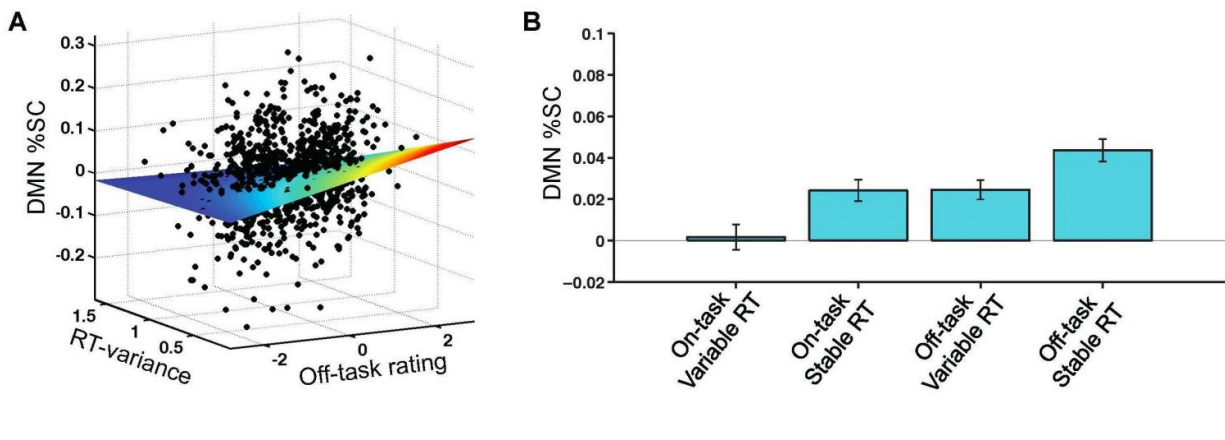 A
0.3
0.2
0.1
0
-0.1
-0.2
DMN %SC
1.5
1
0.5
RT-variance
-2
0
2
Off-task rating
B
0.1
0.08
0.06
0.04
0.02
0
−0.02
DMN %SC
On-task
Variable RT
On-task
Stable RT
Off-task
Variable RT
Off-task
Stable RT